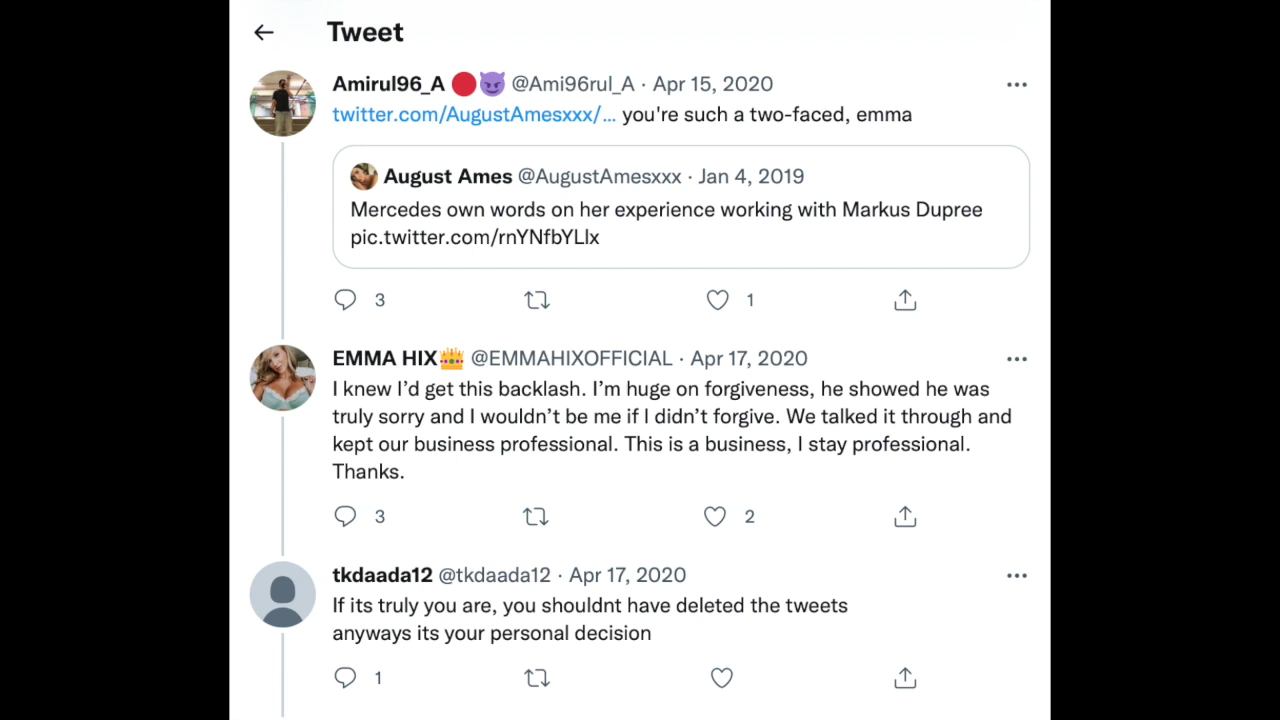 Tweet
Amirul96_A 🔴😈 @Ami96rul_A · Apr 15, 2020
twitter.com/AugustAmesxxx/... you're such a two-faced, emma
August Ames @AugustAmesxxx · Jan 4, 2019
Mercedes own words on her experience working with Markus Dupree
pic.twitter.com/rnYNfbYLlx
3
1
EMMA HIX👑 @EMMAHIXOFFICIAL · Apr 17, 2020
I knew I’d get this backlash. I’m huge on forgiveness, he showed he was
truly sorry and I wouldn’t be me if I didn’t forgive. We talked it through and
kept our business professional. This is a business, I stay professional.
Thanks.
3
2
tkdaada12 @tkdaada12 · Apr 17, 2020
If its truly you are, you shouldnt have deleted the tweets
anyways its your personal decision
1